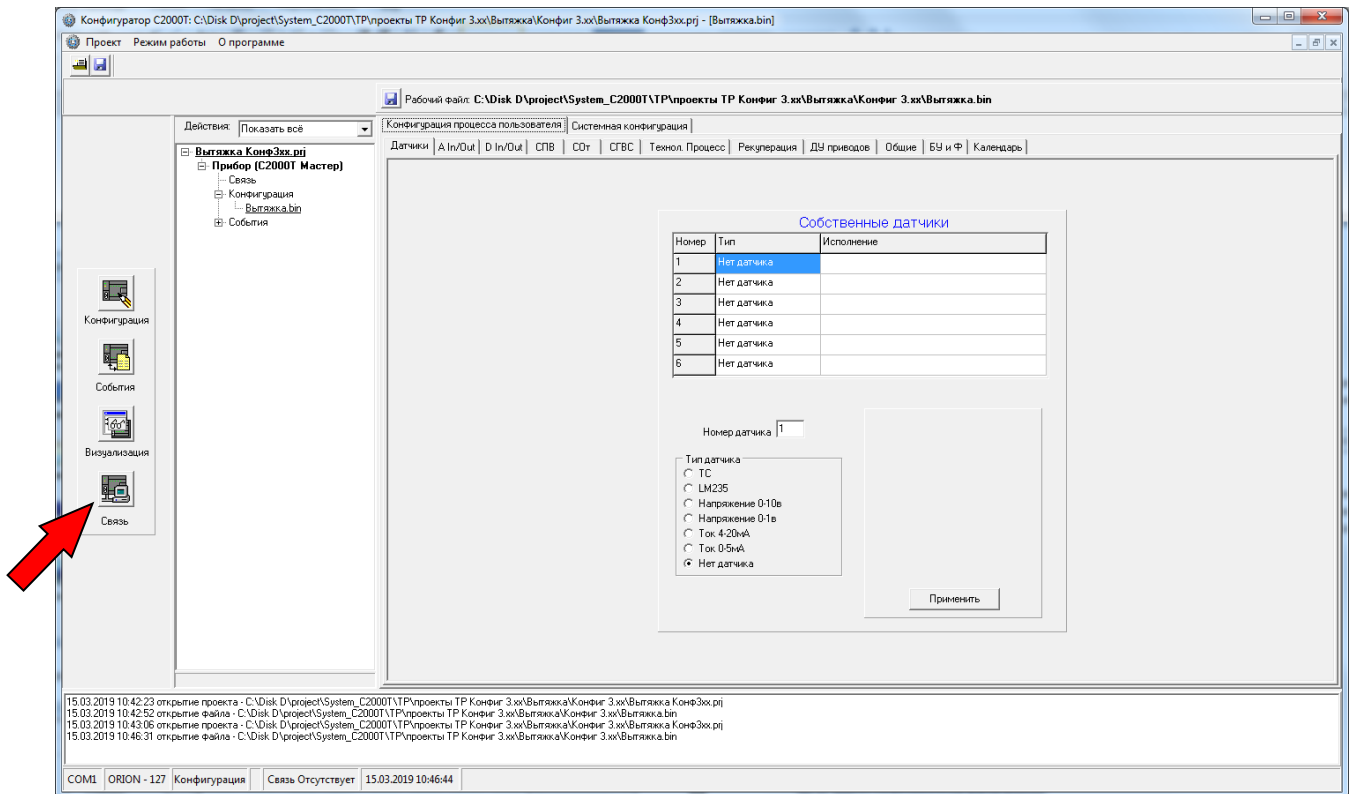 Конфигуратор С2000Т: C:\Disk D\project\System_C2000T\TP\проекты ТР Конфиг 3.xx\Вытяжка\Конфиг 3.xx\Вытяжка Конф3xx.prj - [Вытяжка.bin]
Проект Режим работы О программе
Рабочий файл: C:\Disk D\project\System_C2000T\TP\проекты ТР Конфиг 3.xx\Вытяжка\Конфиг 3.xx\Вытяжка.bin
Действия: Показать всё
Вытяжка Конф3xx.prj
Прибор (С2000Т Мастер)
Связь
Конфигурация
Вытяжка.bin
События
Конфигурация
События
Визуализация
Связь
Конфигурация процесса пользователя Системная конфигурация
Датчики A In/Out D In/Out СПВ СОт СГВС Технол. Процесс Рекуперация ДУ приводов Общие БУ и Ф Календарь
Собственные датчики
Номер Тип Исполнение
1 Нет датчика
2 Нет датчика
3 Нет датчика
4 Нет датчика
5 Нет датчика
6 Нет датчика
Номер датчика 1
Тип датчика
ТС
LM235
Напряжение 0-10в
Напряжение 0-1в
Ток 4-20мА
Ток 0-5мА
Нет датчика
Применить
15.03.2019 10:42:23 открытие проекта - C:\Disk D\project\System_C2000T\TP\проекты ТР Конфиг 3.xx\Вытяжка\Конфиг 3.xx\Вытяжка Конф3xx.prj
15.03.2019 10:42:52 открытие файла - C:\Disk D\project\System_C2000T\TP\проекты ТР Конфиг 3.xx\Вытяжка\Конфиг 3.xx\Вытяжка.bin
15.03.2019 10:43:06 открытие проекта - C:\Disk D\project\System_C2000T\TP\проекты ТР Конфиг 3.xx\Вытяжка\Конфиг 3.xx\Вытяжка Конф3xx.prj
15.03.2019 10:46:31 открытие файла - C:\Disk D\project\System_C2000T\TP\проекты ТР Конфиг 3.xx\Вытяжка\Конфиг 3.xx\Вытяжка.bin
COM1 ORION - 127 Конфигурация Связь Отсутствует 15.03.2019 10:46:44